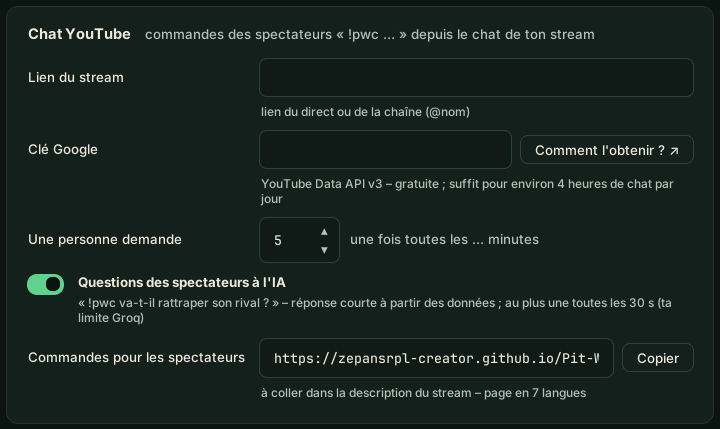 Chat YouTube commandes des spectateurs « !pwc ... » depuis le chat de ton stream
Lien du stream
lien du direct ou de la chaîne (@nom)
Clé Google
Comment l'obtenir ? ↗
YouTube Data API v3 – gratuite ; suffit pour environ 4 heures de chat par
jour
Une personne demande
5
▲
▼
une fois toutes les ... minutes
Questions des spectateurs à l'IA
« !pwc va-t-il rattraper son rival ? » – réponse courte à partir des données ; au plus une toutes les 30 s (ta
limite Groq)
Commandes pour les spectateurs
https://zepansrpl-creator.github.io/Pit-W
Copier
à coller dans la description du stream – page en 7 langues